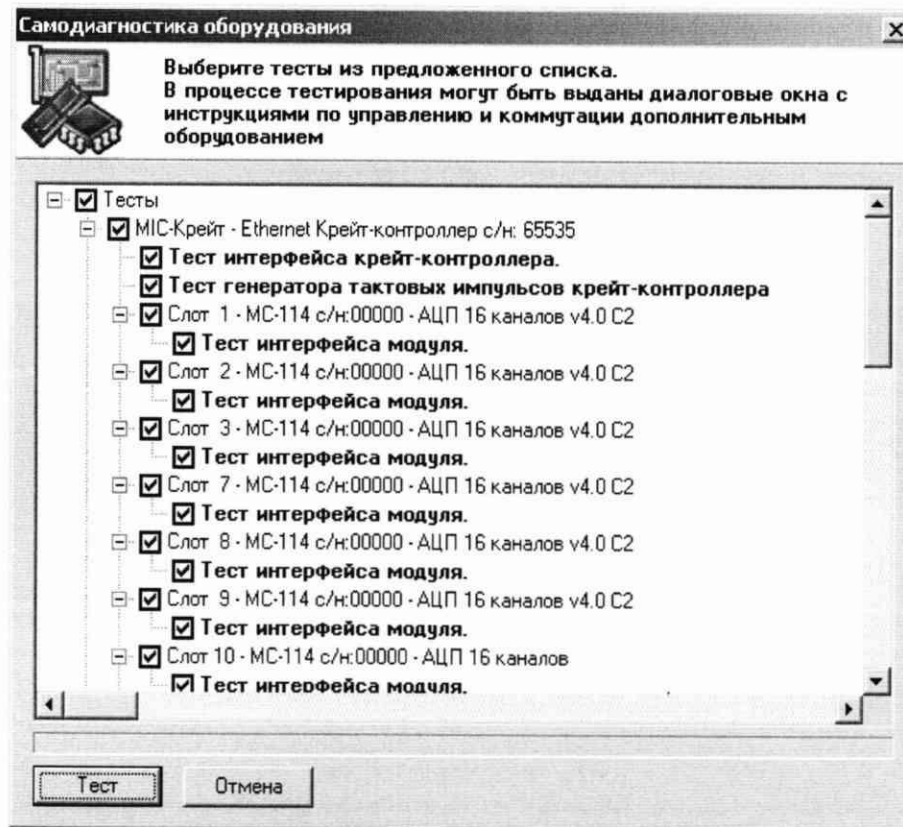 Самодиагностика оборудования
Выберите тесты из предложенного списка.
В процессе тестирования могут быть выданы диалоговые окна с
инструкциями по управлению и коммутации дополнительным
оборудованием
Тесты
MIC-Крейт - Ethernet Крейт-контроллер с/н: 65535
Тест интерфейса крейт-контроллера.
Тест генератора тактовых импульсов крейт-контроллера
Слот 1 - MC-114 с/н:00000 - АЦП 16 каналов v4.0 C2
Тест интерфейса модуля.
Слот 2 - MC-114 с/н:00000 - АЦП 16 каналов v4.0 C2
Тест интерфейса модуля.
Слот 3 - MC-114 с/н:00000 - АЦП 16 каналов v4.0 C2
Тест интерфейса модуля.
Слот 7 - MC-114 с/н:00000 - АЦП 16 каналов v4.0 C2
Тест интерфейса модуля.
Слот 8 - MC-114 с/н:00000 - АЦП 16 каналов v4.0 C2
Тест интерфейса модуля.
Слот 9 - MC-114 с/н:00000 - АЦП 16 каналов v4.0 C2
Тест интерфейса модуля.
Слот 10 - MC-114 с/н:00000 - АЦП 16 каналов
Тест интерфейса модуля.
Тест
Отмена